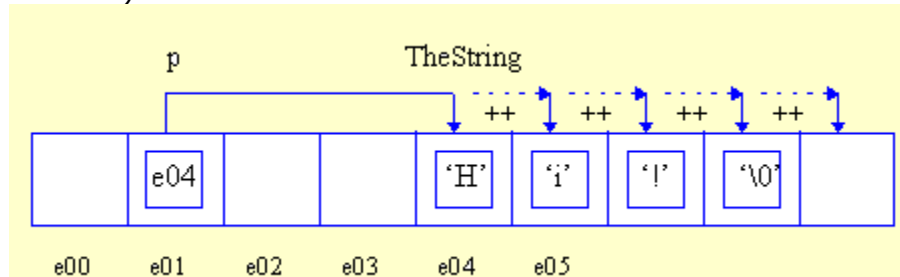 )
p TheString
++ ++ ++ ++
e04 ‘H’ ‘i’ ‘!’ ‘\0’
e00 e01 e02 e03 e04 e05